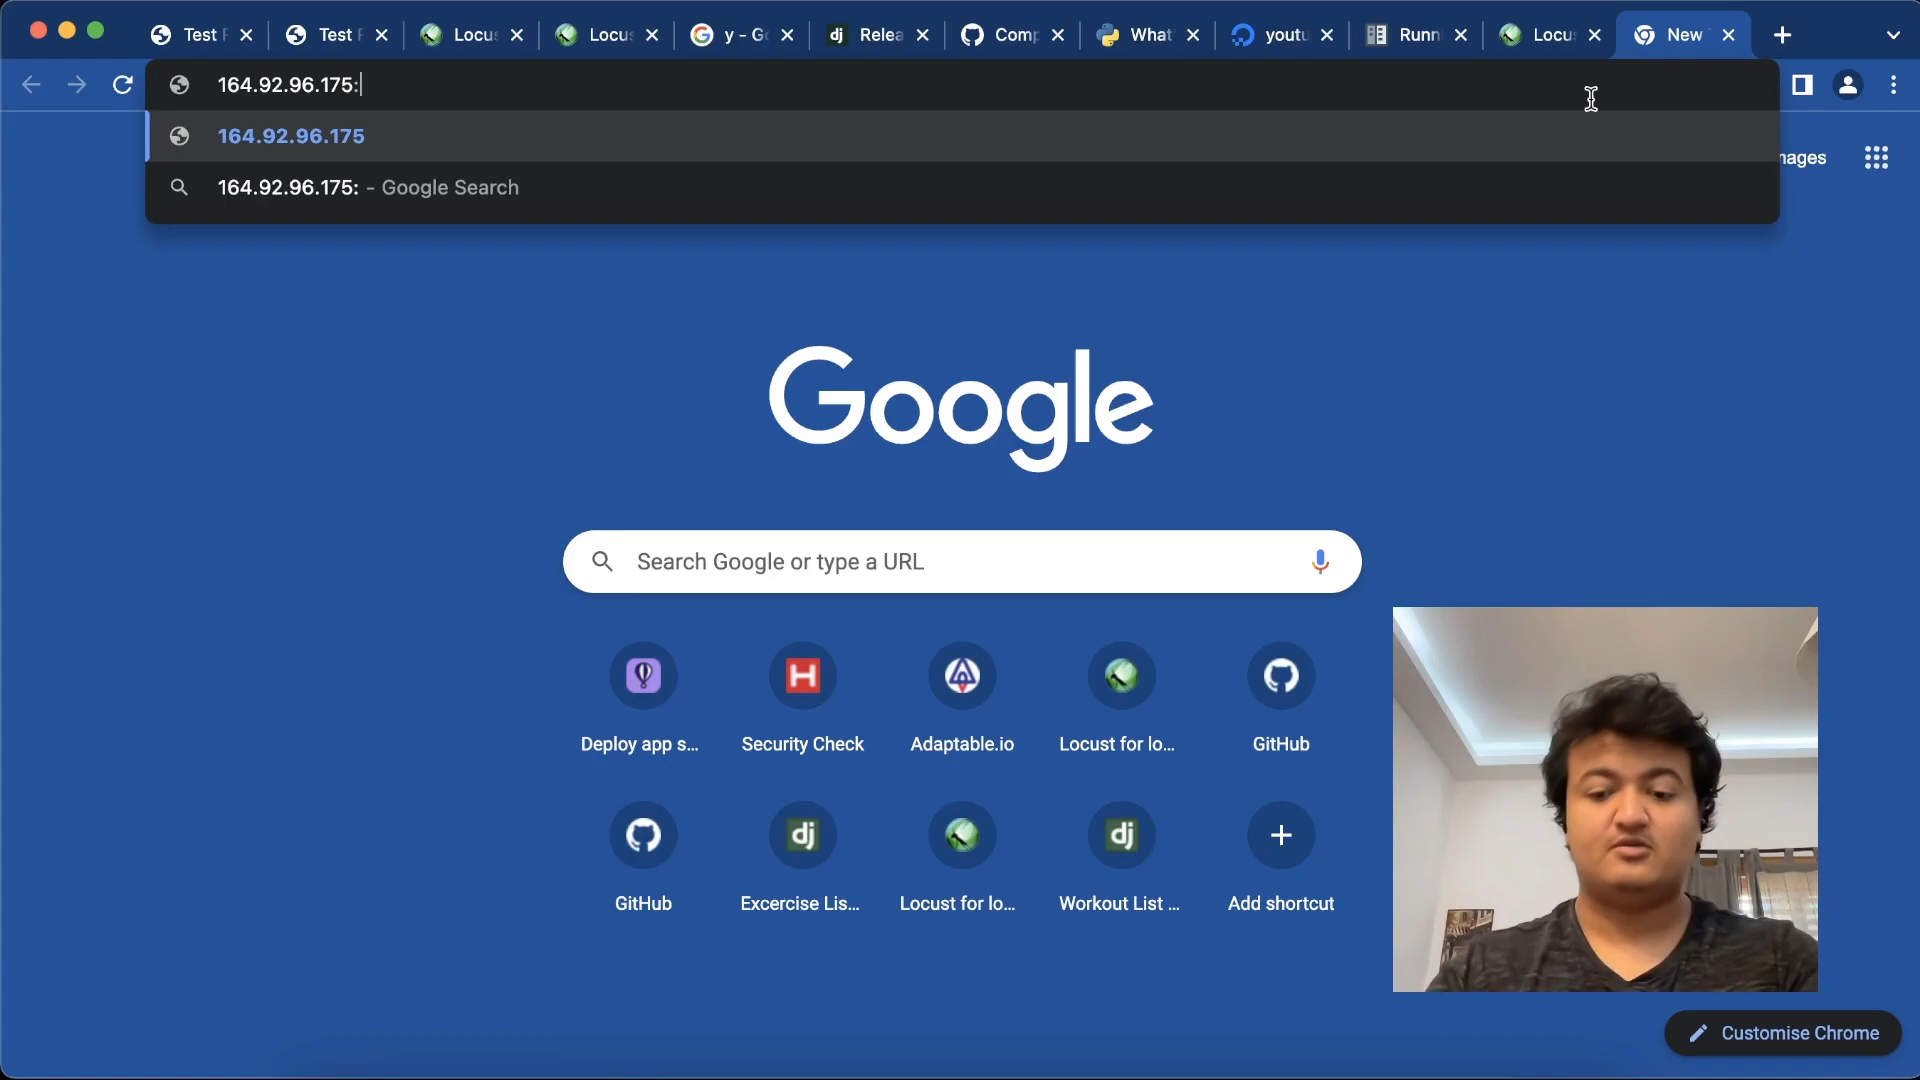 Test F
Test F
Locus
Locus
y - Go
Relea
Comp
What
youtu
Runn
Locus
New
164.92.96.175:
164.92.96.175
164.92.96.175: - Google Search
nages
Google
Search Google or type a URL
Deploy app s...
Security Check
Adaptable.io
Locust for lo...
GitHub
GitHub
Excercise Lis...
Locust for lo...
Workout List ...
Add shortcut
Customise Chrome